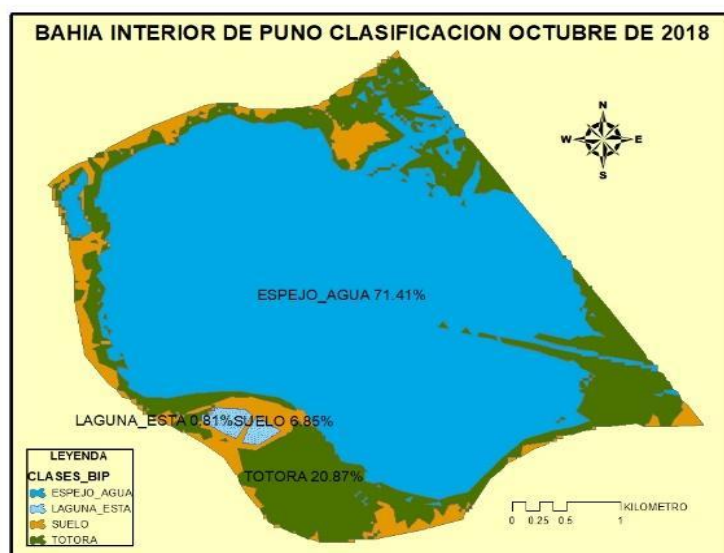 BAHIA INTERIOR DE PUNO CLASIFICACION OCTUBRE DE 2018
N
W E
S
ESPEJO_AGUA 71.41%
LAGUNA_ESTA 0.81% SUELO 6.85%
TOTORA 20.87%
LEYENDA
CLASES_BIP
ESPEJO_AGUA
LAGUNA_ESTA
SUELO
TOTORA
KILOMETRO
0 0.25 0.5 1